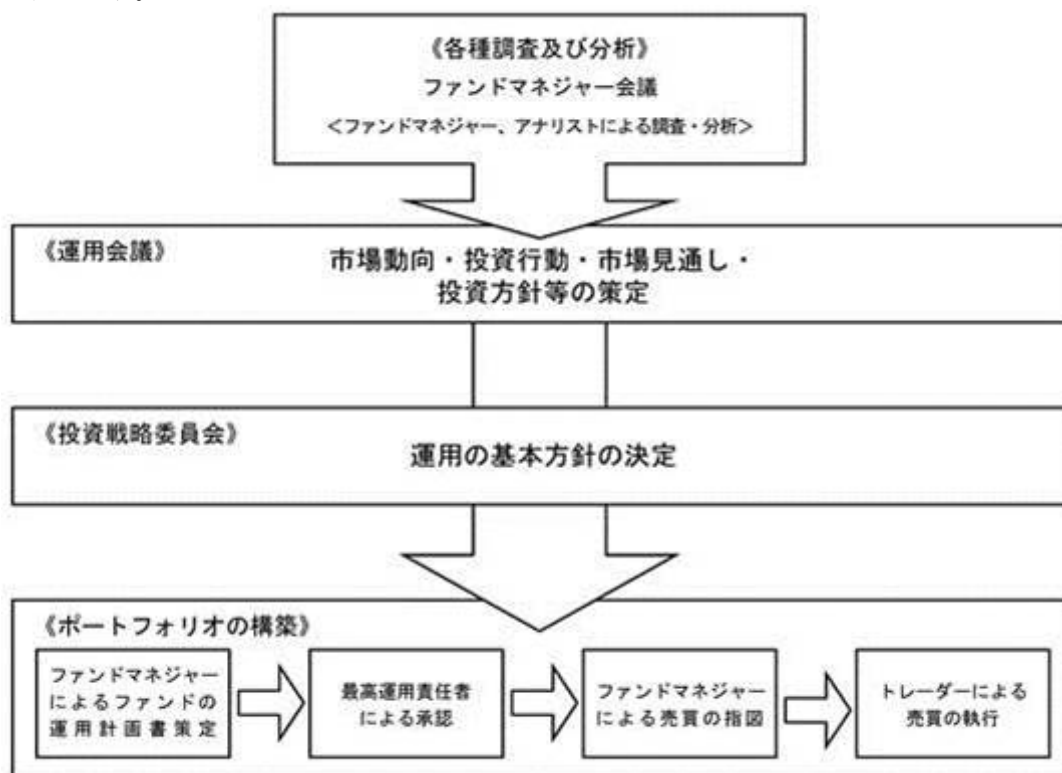 《各種調査及び分析》
ファンドマネジャー会議
<ファンドマネジャー、アナリストによる調査・分析>
《運用会議》
市場動向・投資行動・市場見通し・
投資方針等の策定
《投資戦略委員会》
運用の基本方針の決定
《ポートフォリオの構築》
ファンドマネジャー
によるファンドの
運用計画書策定
最高運用責任者
による承認
ファンドマネジャー
による売買の指図
トレーダーによる
売買の執行